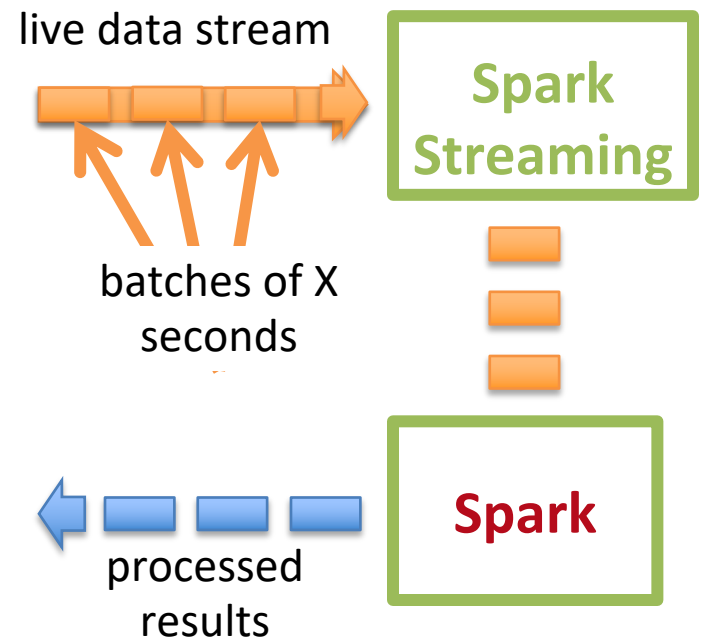 live data stream
Spark
Streaming
batches of X
seconds
Spark
processed
results